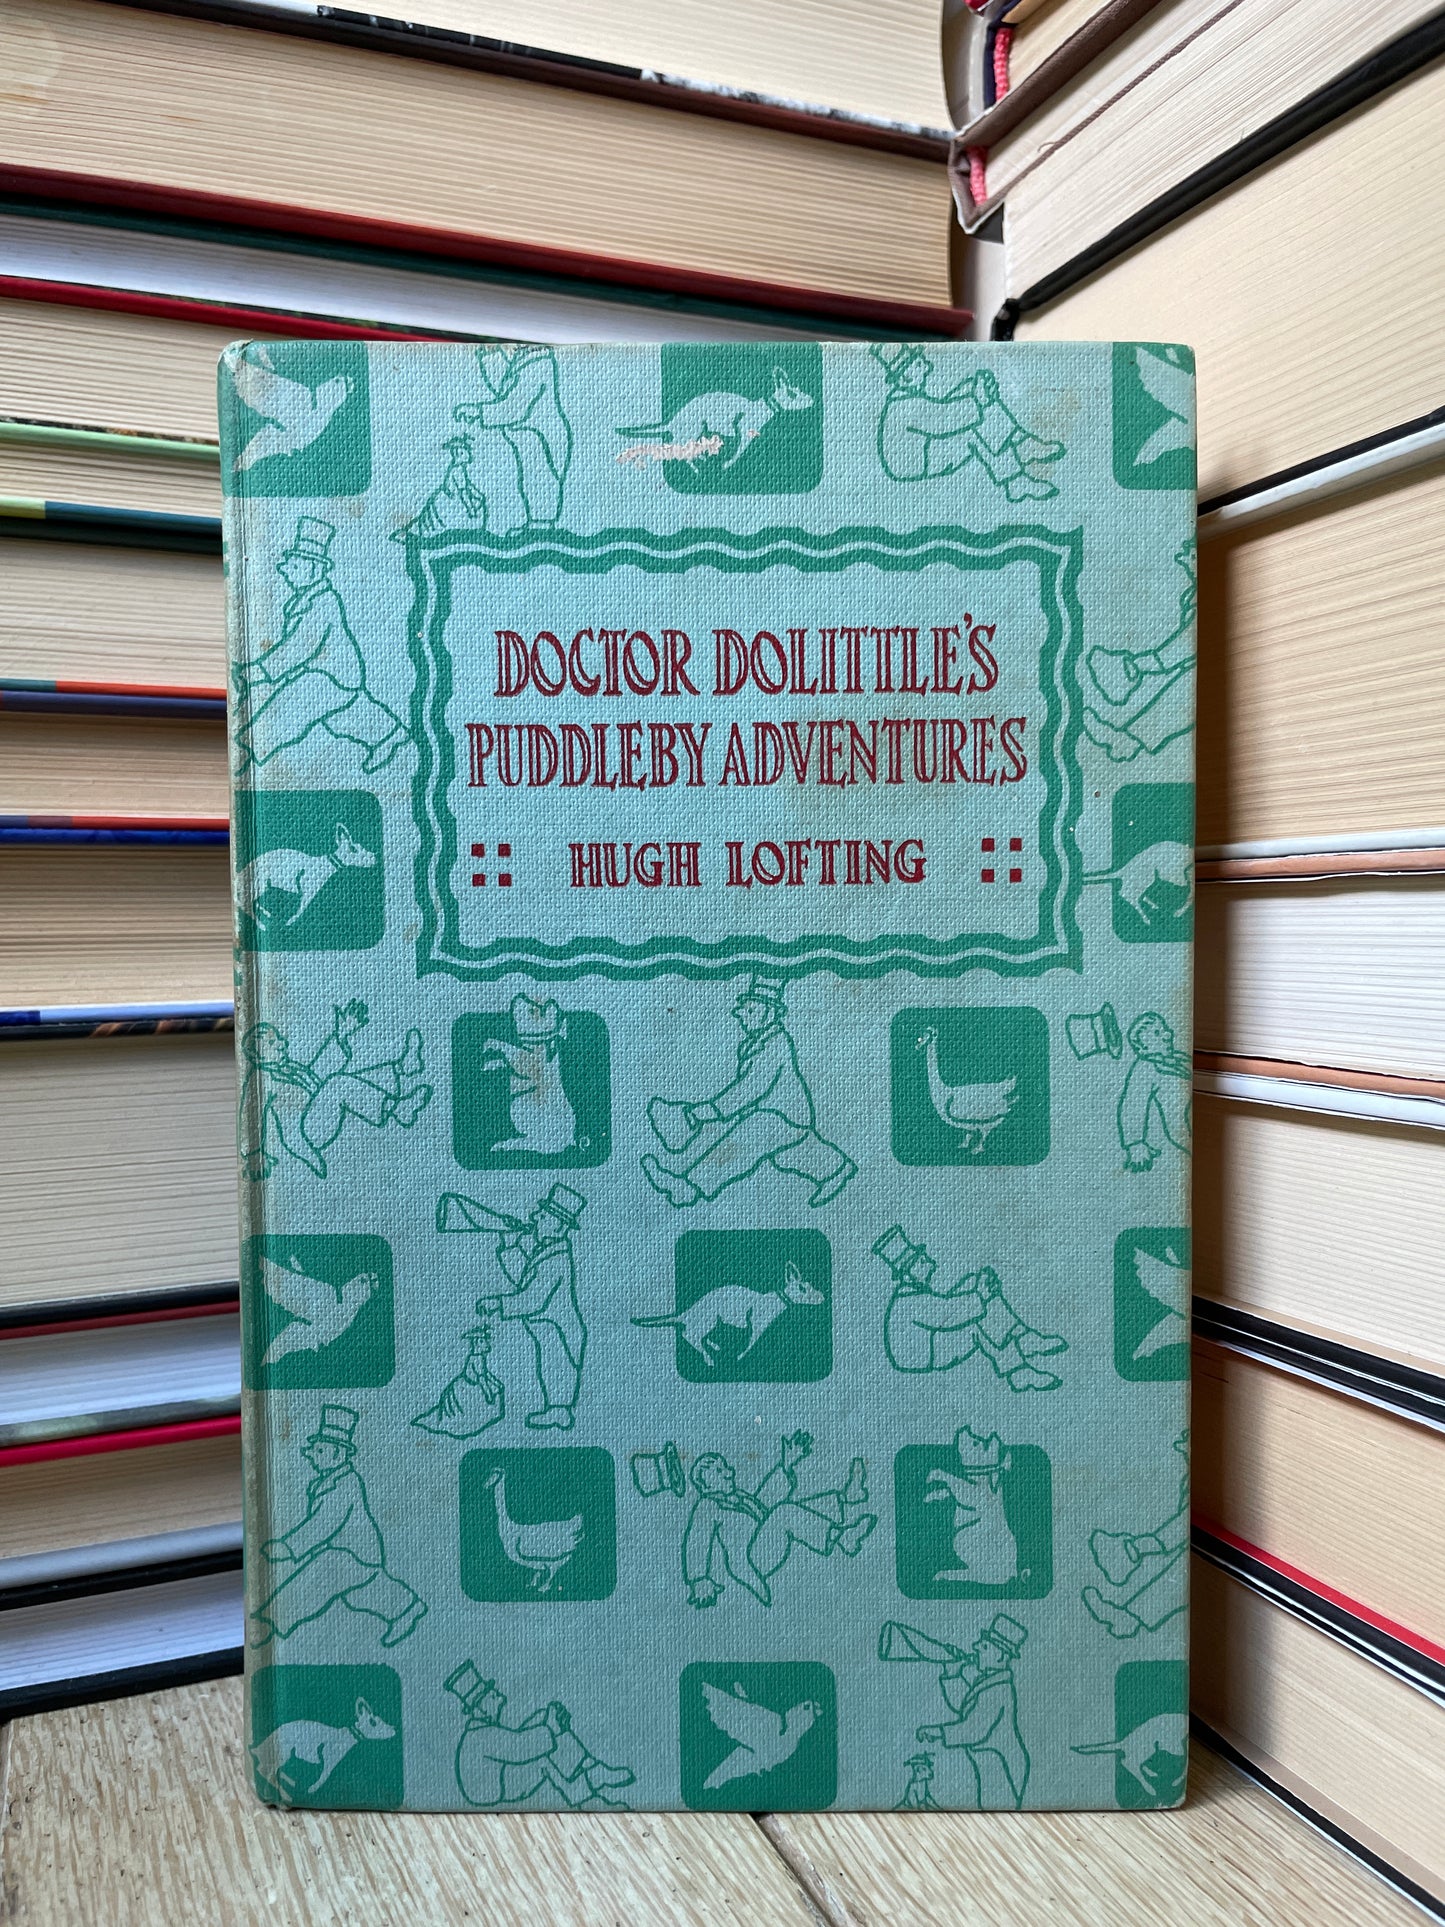 DOCTOR DOLITTLE'S
PUDDLEBY ADVENTURES
HUGH LOFTING